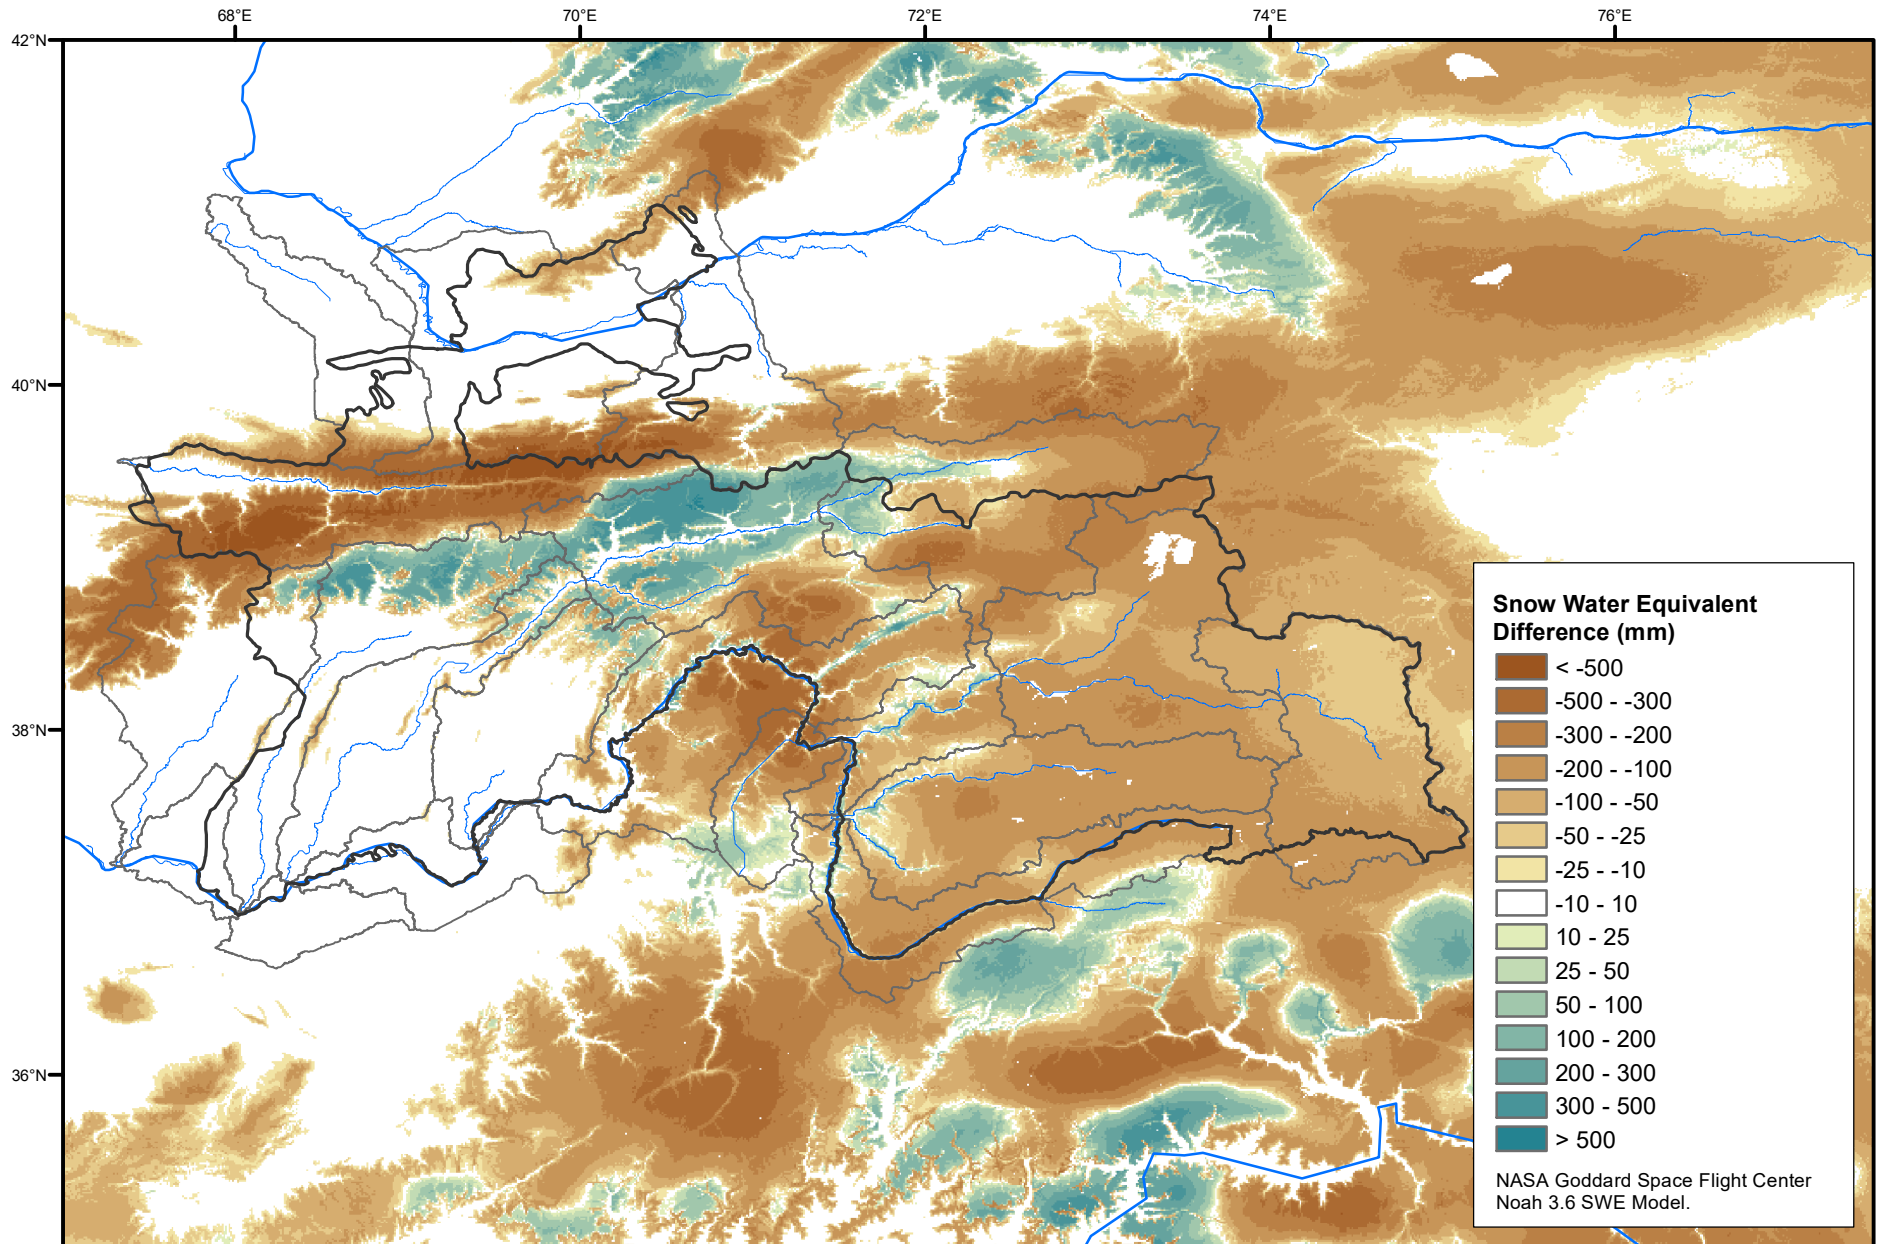 68°E
70°E
72°E
74°E
76°E
42°N
40°N
38°N
36°N
Snow Water Equivalent
Difference (mm)
< -500
-500 - -300
-300 - -200
-200 - -100
-100 - -50
-50 - -25
-25 - -10
-10 - 10
10 - 25
25 - 50
50 - 100
100 - 200
200 - 300
300 - 500
> 500
NASA Goddard Space Flight Center
Noah 3.6 SWE Model.